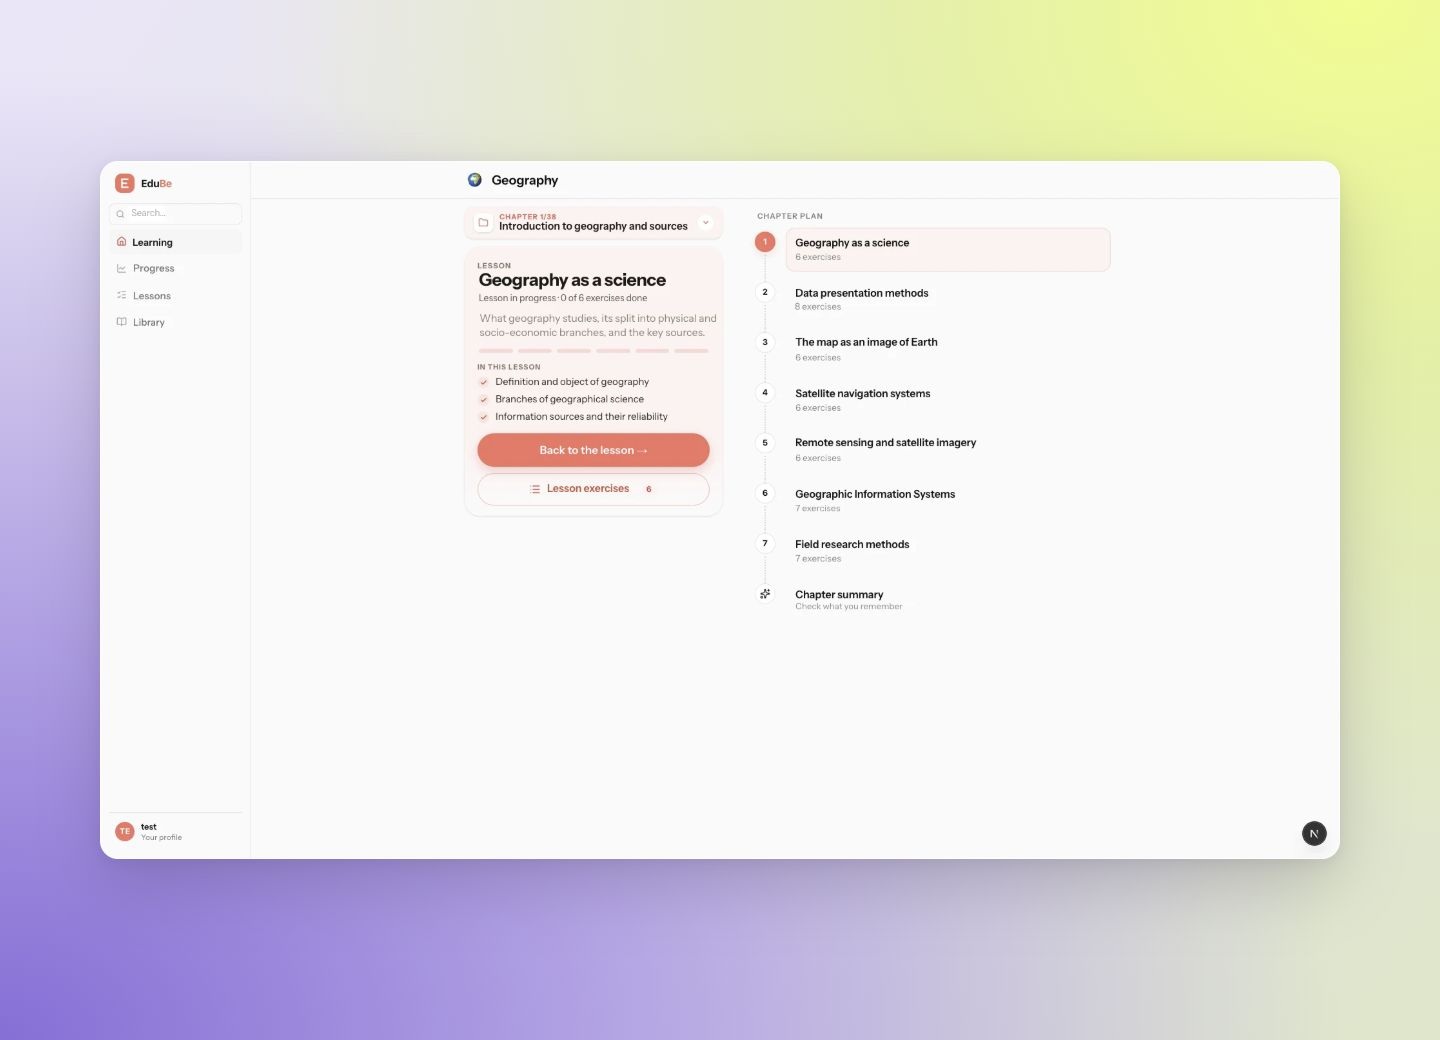 E EduBe
Search...
Learning
Progress
Lessons
Library
TE
test
Your profile
Geography
CHAPTER 1/38
Introduction to geography and sources
LESSON
Geography as a science
Lesson in progress · 0 of 6 exercises done
What geography studies, its split into physical and
socio-economic branches, and the key sources.
IN THIS LESSON
Definition and object of geography
Branches of geographical science
Information sources and their reliability
Back to the lesson →
Lesson exercises 6
CHAPTER PLAN
1 Geography as a science
6 exercises
2 Data presentation methods
8 exercises
3 The map as an image of Earth
6 exercises
4 Satellite navigation systems
6 exercises
5 Remote sensing and satellite imagery
6 exercises
6 Geographic Information Systems
7 exercises
7 Field research methods
7 exercises
Chapter summary
Check what you remember
N